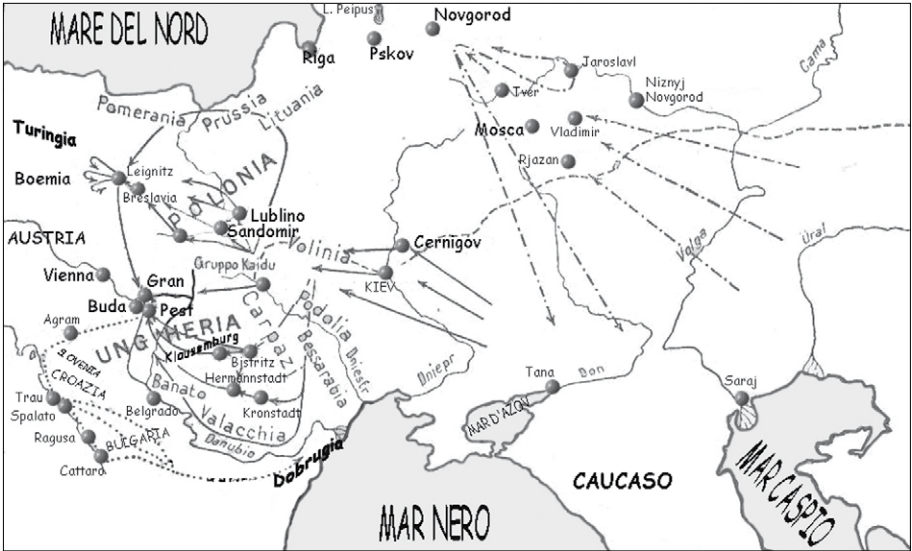 L. Peipus
Novgorod
MARE DEL NORD
Riga
Pskov
Jaroslavl
Cama
Niznyj
Novgorod
Tver
Pomerania
Prussia
Lituania
Turingia
Mosca
Vladimir
Rjazan
Leignitz
Boemia
Breslavia
POLONIA
Lublino
Sandomir
AUSTRIA
Volinia
Cernigov
Volga
Ural
Gruppo Kaidu
KIEV
Vienna
Gran
Buda
Pest
Agram
UNGHERIA
Carpaz
Podolia
Klausemburg
Bjstritz
SLOVENIA
Bessarabia
Dniestr
Dniepr
CROAZIA
Banato
Hermannstadt
Tana
Don
Saraj
Trau
Spalato
Belgrado
Kronstadt
Valacchia
MAR D'AZOV
Ragusa
BULGARIA
Danubio
Cattaro
Dobrugia
CAUCASO
MAR CASPIO
MAR NERO